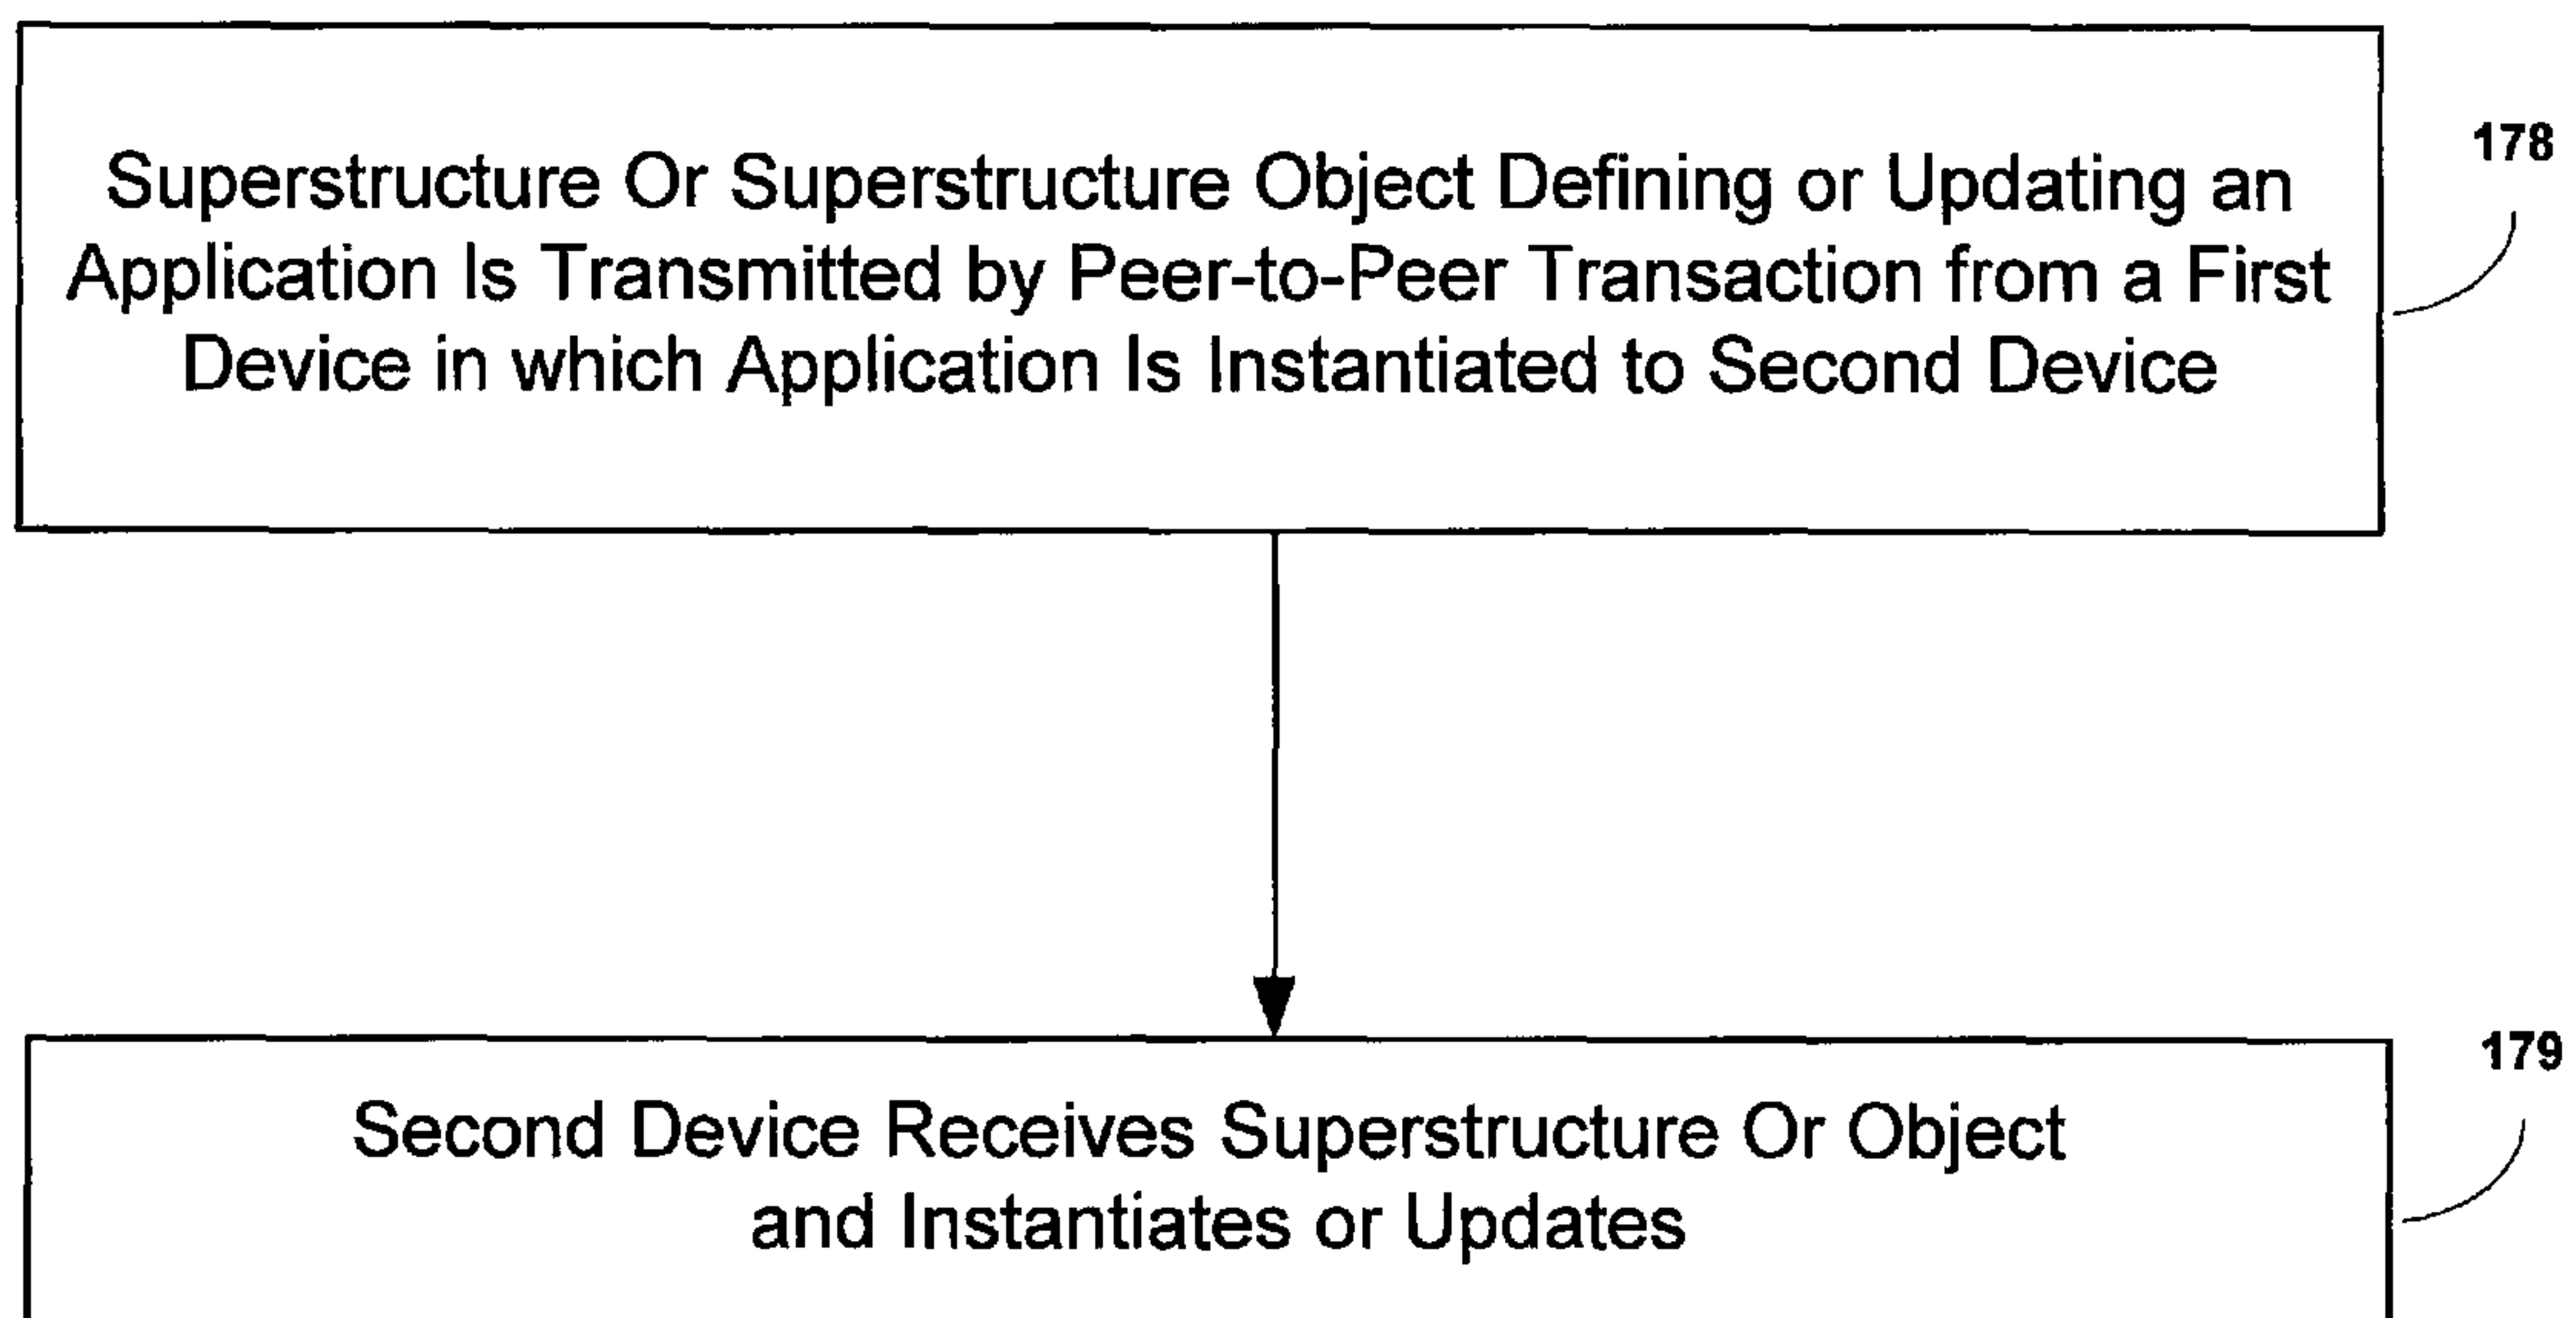 178
Superstructure Or Superstructure Object Defining or Updating an
Application Is Transmitted by Peer-to-Peer Transaction from a First
Device in which Application Is Instantiated to Second Device
179
Second Device Receives Superstructure Or Object
and Instantiates or Updates